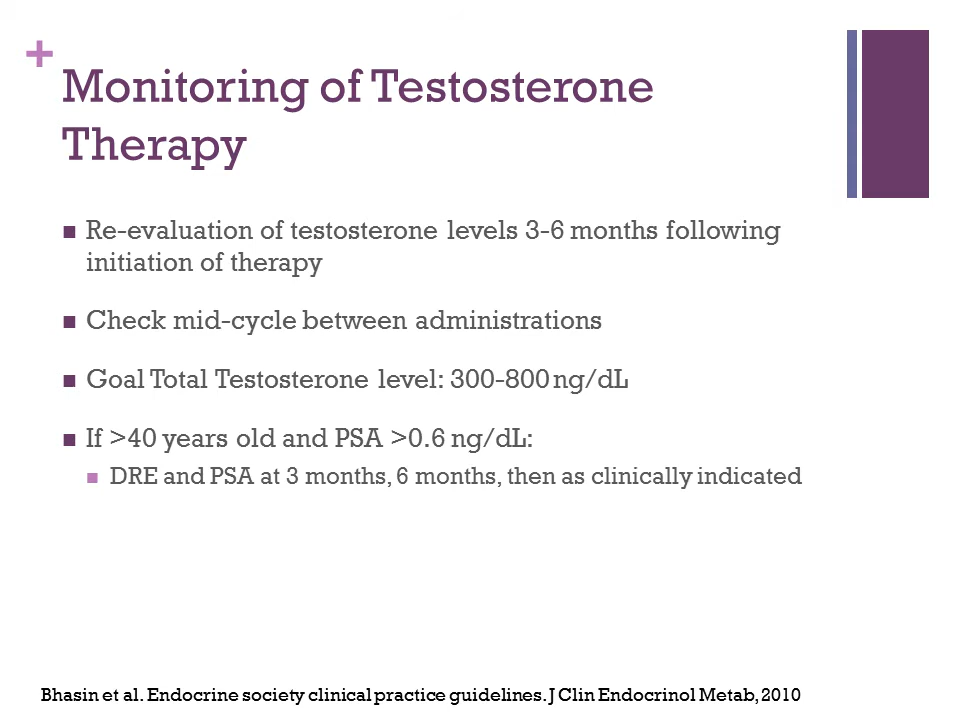 +
Monitoring of Testosterone
Therapy
■ Re-evaluation of testosterone levels 3-6 months following
initiation of therapy
■ Check mid-cycle between administrations
■ Goal Total Testosterone level: 300-800 ng/dL
■ If >40 years old and PSA >0.6 ng/dL:
■ DRE and PSA at 3 months, 6 months, then as clinically indicated
Bhasin et al. Endocrine society clinical practice guidelines. J Clin Endocrinol Metab, 2010